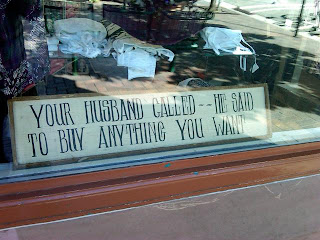 YOUR HUSBAND CALLED--HE SAID
TO BUY ANYTHING YOU WANT